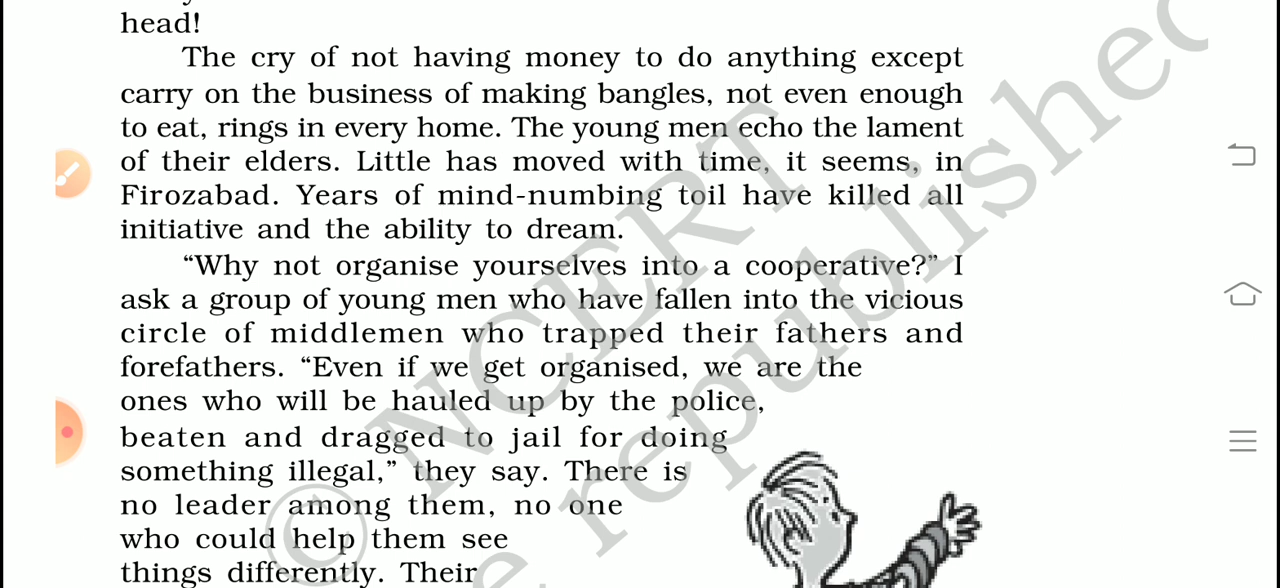 head!
The cry of not having money to do anything except
carry on the business of making bangles, not even enough
to eat, rings in every home. The young men echo the lament
of their elders. Little has moved with time, it seems, in
Firozabad. Years of mind-numbing toil have killed all
initiative and the ability to dream.
“Why not organise yourselves into a cooperative?” I
ask a group of young men who have fallen into the vicious
circle of middlemen who trapped their fathers and
forefathers. “Even if we get organised, we are the
ones who will be hauled up by the police,
beaten and dragged to jail for doing
something illegal,” they say. There is
no leader among them, no one
who could help them see
things differently. Their
© NCERT
republished